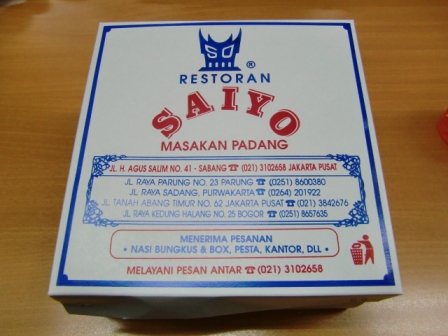 ®
RESTORAN
SAIYO
MASAKAN PADANG
JL. H. AGUS SALIM NO. 41 - SABANG ☎ (021) 3102658 JAKARTA PUSAT
JL. RAYA PARUNG NO. 23 PARUNG ☎ (0251) 8600380
JL. RAYA SADANG, PURWAKARTA ☎ (0264) 201922
JL. TANAH ABANG TIMUR NO. 62 JAKARTA PUSAT ☎ (021) 3842676
JL. RAYA KEDUNG HALANG NO. 25 BOGOR ☎ (0251) 8657635
MENERIMA PESANAN
• NASI BUNGKUS & BOX, PESTA, KANTOR, DLL •
MELAYANI PESAN ANTAR ☎ (021) 3102658